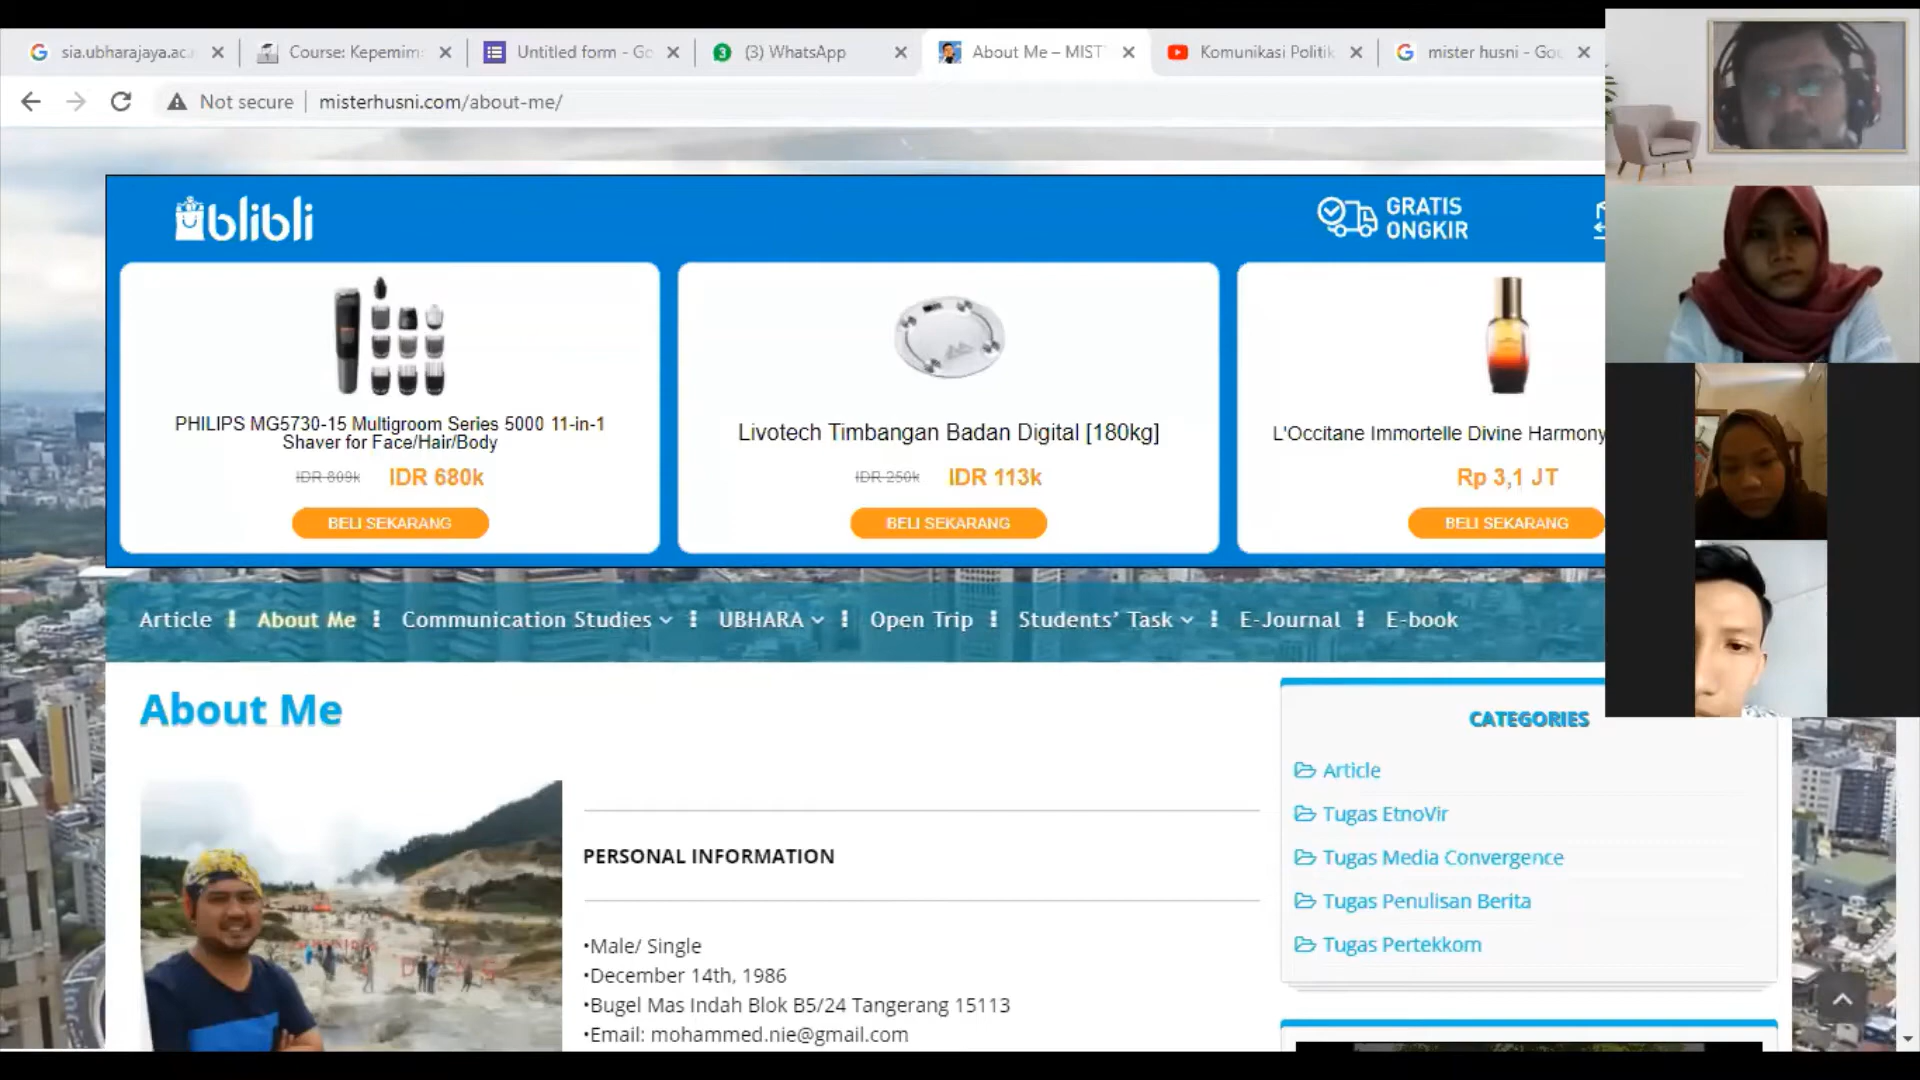 sia.ubharajaya.ac.
Course: Kepemim
Untitled form - Go
(3) WhatsApp
About Me – MIST
Komunikasi Politik
mister husni - Goo
Not secure
misterhusni.com/about-me/
blibli
GRATIS
ONGKIR
PHILIPS MG5730-15 Multigroom Series 5000 11-in-1
Shaver for Face/Hair/Body
IDR 809k IDR 680k
BELI SEKARANG
Livotech Timbangan Badan Digital [180kg]
IDR 250k IDR 113k
BELI SEKARANG
L'Occitane Immortelle Divine Harmony
Rp 3,1 JT
BELI SEKARANG
Article
About Me
Communication Studies
UBHARA
Open Trip
Students’ Task
E-Journal
E-book
About Me
PERSONAL INFORMATION
•Male/ Single
•December 14th, 1986
•Bugel Mas Indah Blok B5/24 Tangerang 15113
•Email: mohammed.nie@gmail.com
CATEGORIES
Article
Tugas EtnoVir
Tugas Media Convergence
Tugas Penulisan Berita
Tugas Pertekkom